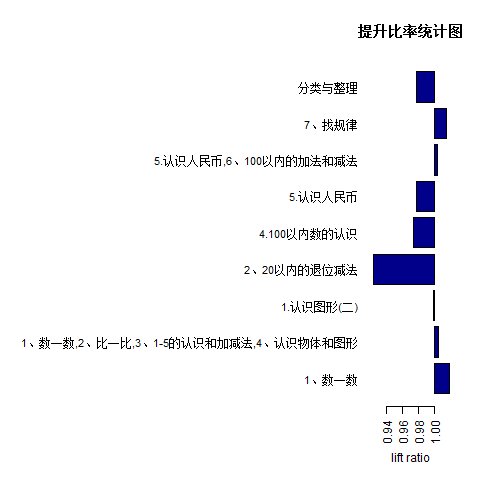 提升比率统计图
分类与整理
7、找规律
5.认识人民币,6、100以内的加法和减法
5.认识人民币
4.100以内数的认识
2、20以内的退位减法
1.认识图形(二)
1、数一数,2、比一比,3、1-5的认识和加减法,4、认识物体和图形
1、数一数
0.94
0.96
0.98
1.00
lift ratio